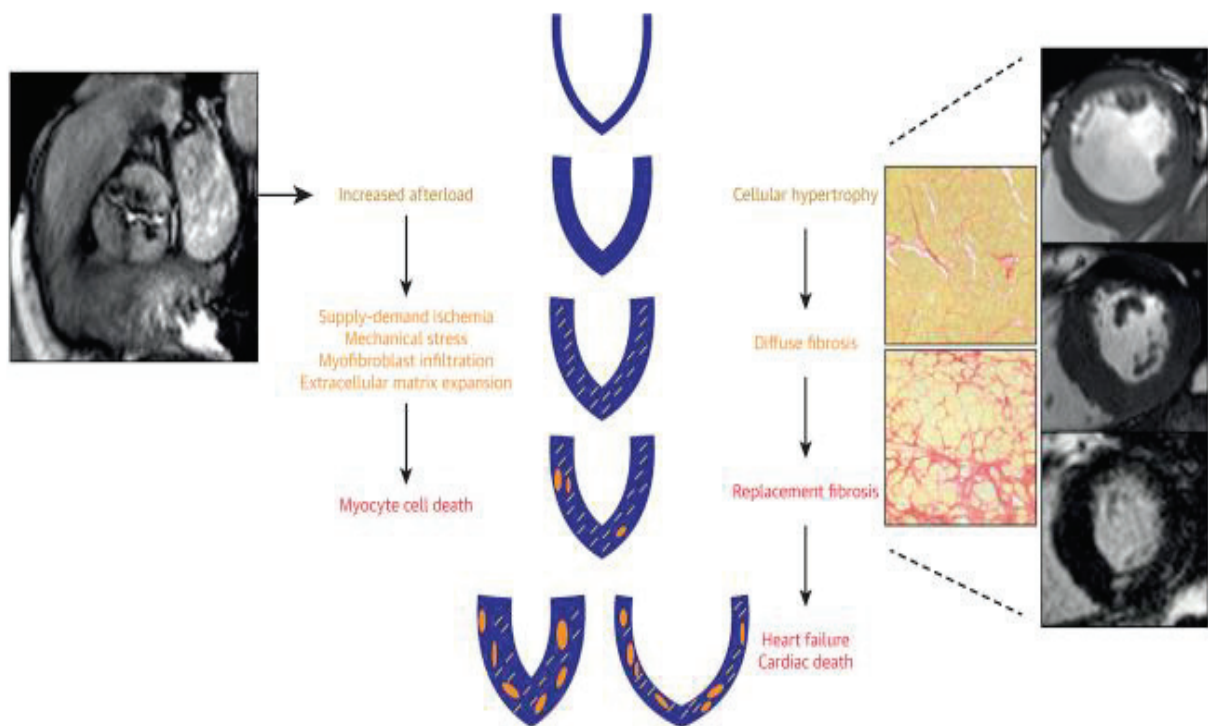 Increased afterload
Supply-demand ischemia
Mechanical stress
Myofibroblast infiltration
Extracellular matrix expansion
Myocyte cell death
Cellular hypertrophy
Diffuse fibrosis
Replacement fibrosis
Heart failure
Cardiac death